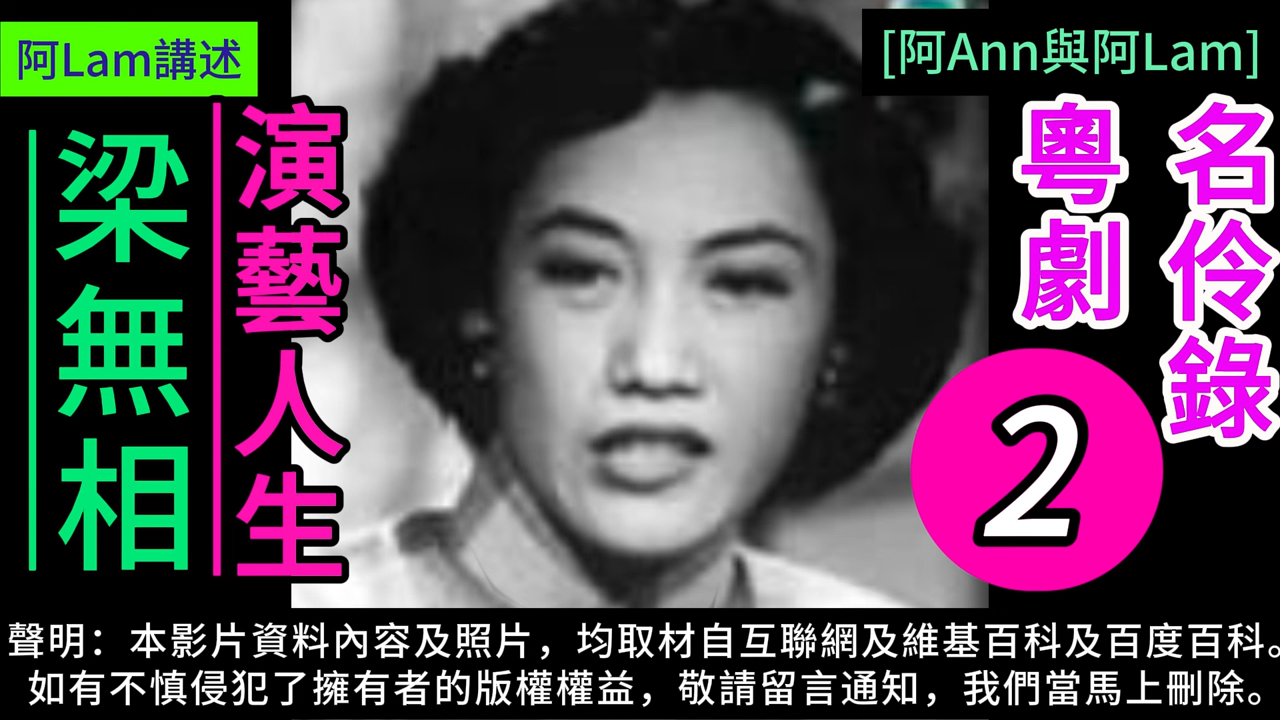 阿Lam講述
[阿Ann與阿Lam]
梁無相
演藝人生
粵劇
名伶錄
2
聲明：本影片資料內容及照片，均取材自互聯網及維基百科及百度百科。
如有不慎侵犯了擁有者的版權權益，敬請留言通知，我們當馬上刪除。